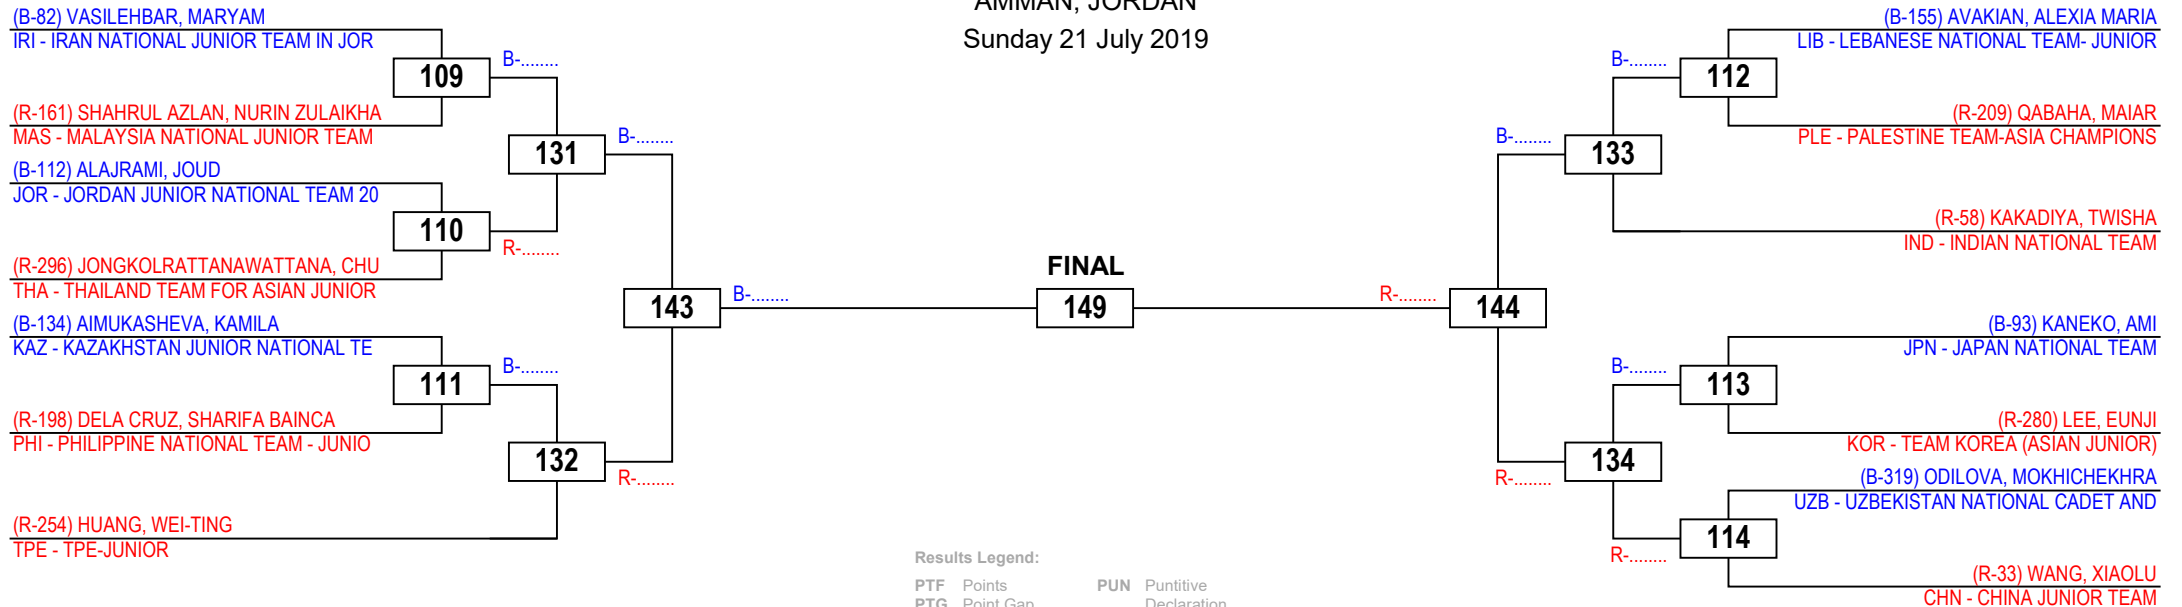 AMMAN, JORDAN
Sunday 21 July 2019
(B-82) VASILEHBAR, MARYAM
IRI - IRAN NATIONAL JUNIOR TEAM IN JOR
109
B-........
(R-161) SHAHRUL AZLAN, NURIN ZULAIKHA
MAS - MALAYSIA NATIONAL JUNIOR TEAM
131
B-........
(B-112) ALAJRAMI, JOUD
JOR - JORDAN JUNIOR NATIONAL TEAM 20
110
R-........
(R-296) JONGKOLRATTANAWATTANA, CHU
THA - THAILAND TEAM FOR ASIAN JUNIOR
143
B-........
(B-134) AIMUKASHEVA, KAMILA
KAZ - KAZAKHSTAN JUNIOR NATIONAL TE
111
B-........
(R-198) DELA CRUZ, SHARIFA BAINCA
PHI - PHILIPPINE NATIONAL TEAM - JUNIO
132
R-........
(R-254) HUANG, WEI-TING
TPE - TPE-JUNIOR
FINAL
149
(B-155) AVAKIAN, ALEXIA MARIA
LIB - LEBANESE NATIONAL TEAM- JUNIOR
B-........
112
(R-209) QABAHA, MAIAR
PLE - PALESTINE TEAM-ASIA CHAMPIONS
B-........
133
(R-58) KAKADIYA, TWISHA
IND - INDIAN NATIONAL TEAM
R-........
144
(B-93) KANEKO, AMI
JPN - JAPAN NATIONAL TEAM
B-........
113
(R-280) LEE, EUNJI
KOR - TEAM KOREA (ASIAN JUNIOR)
134
R-........
(B-319) ODILOVA, MOKHICHEKHRA
UZB - UZBEKISTAN NATIONAL CADET AND
114
R-........
(R-33) WANG, XIAOLU
CHN - CHINA JUNIOR TEAM
Results Legend:
PTF Points PUN Puntitive
PTG Point Gap Declaration